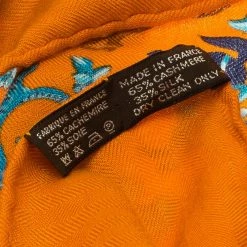 FABRIQUE EN FRANCE
65% CACHEMIRE
35% SOIE
MADE IN FRANCE
65% CASHMERE
35% SILK
DRY CLEAN ONLY